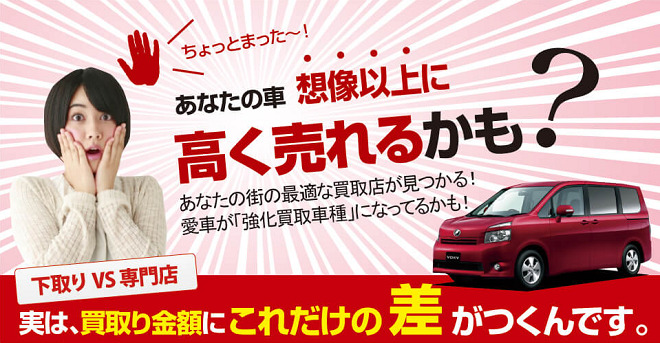 ちょっとまった〜！
あなたの車 想像以上に
高く売れるかも？
あなたの街の最適な買取店が見つかる！
愛車が「強化買取車種」になってるかも！
VOXY
下取り VS 専門店
実は、買取り金額にこれだけの差がつくんです。